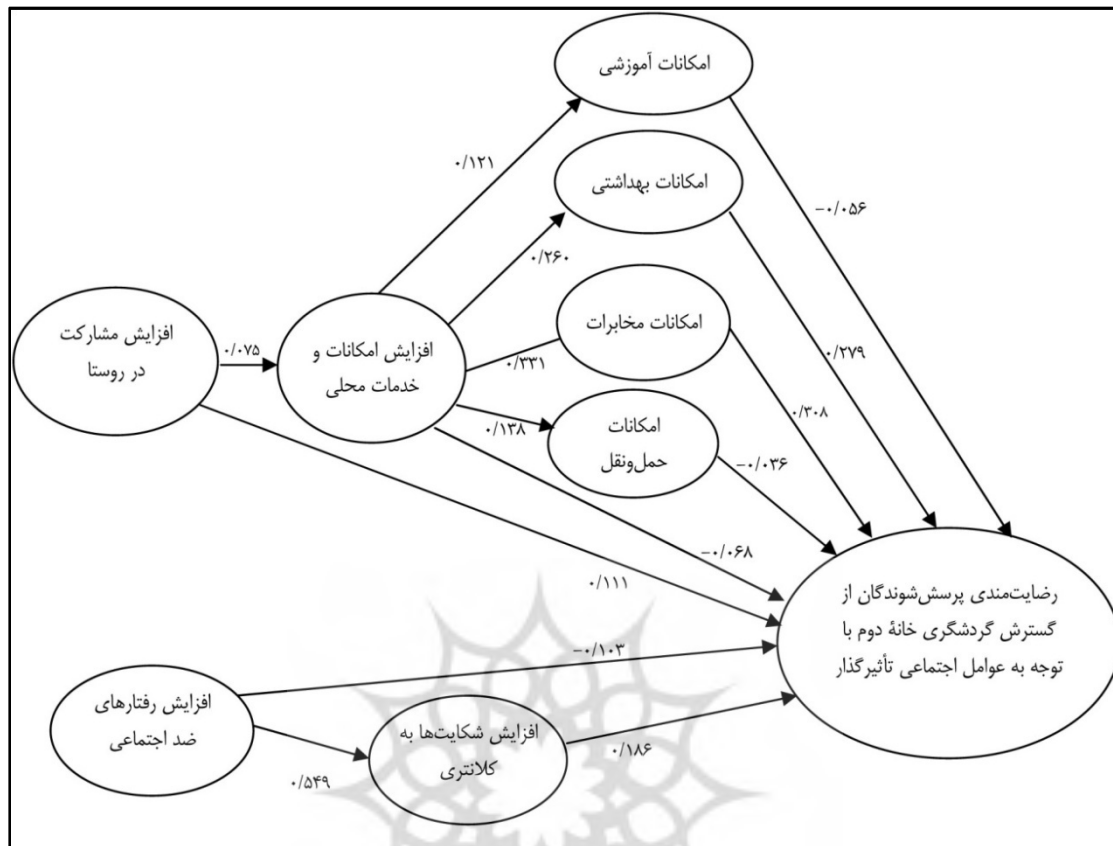 امکانات آموزشی
۰/۱۲۱
امکانات بهداشتی
-۰/۰۵۶
۰/۲۶۰
افزایش مشارکت
در روستا
۰/۰۷۵
افزایش امکانات و
خدمات محلی
امکانات مخابرات
۰/۳۳۱
۰/۲۷۹
۰/۳۰۸
امکانات
حمل‌ونقل
۰/۱۳۸
-۰/۰۳۶
-۰/۰۶۸
۰/۱۱۱
رضایت‌مندی پرسش‌شوندگان از
گسترش گردشگری خانۀ دوم با
توجه به عوامل اجتماعی تأثیرگذار
-۰/۱۰۳
افزایش رفتارهای
ضد اجتماعی
۰/۵۴۹
افزایش شکایت‌ها به
کلانتری
۰/۱۸۶